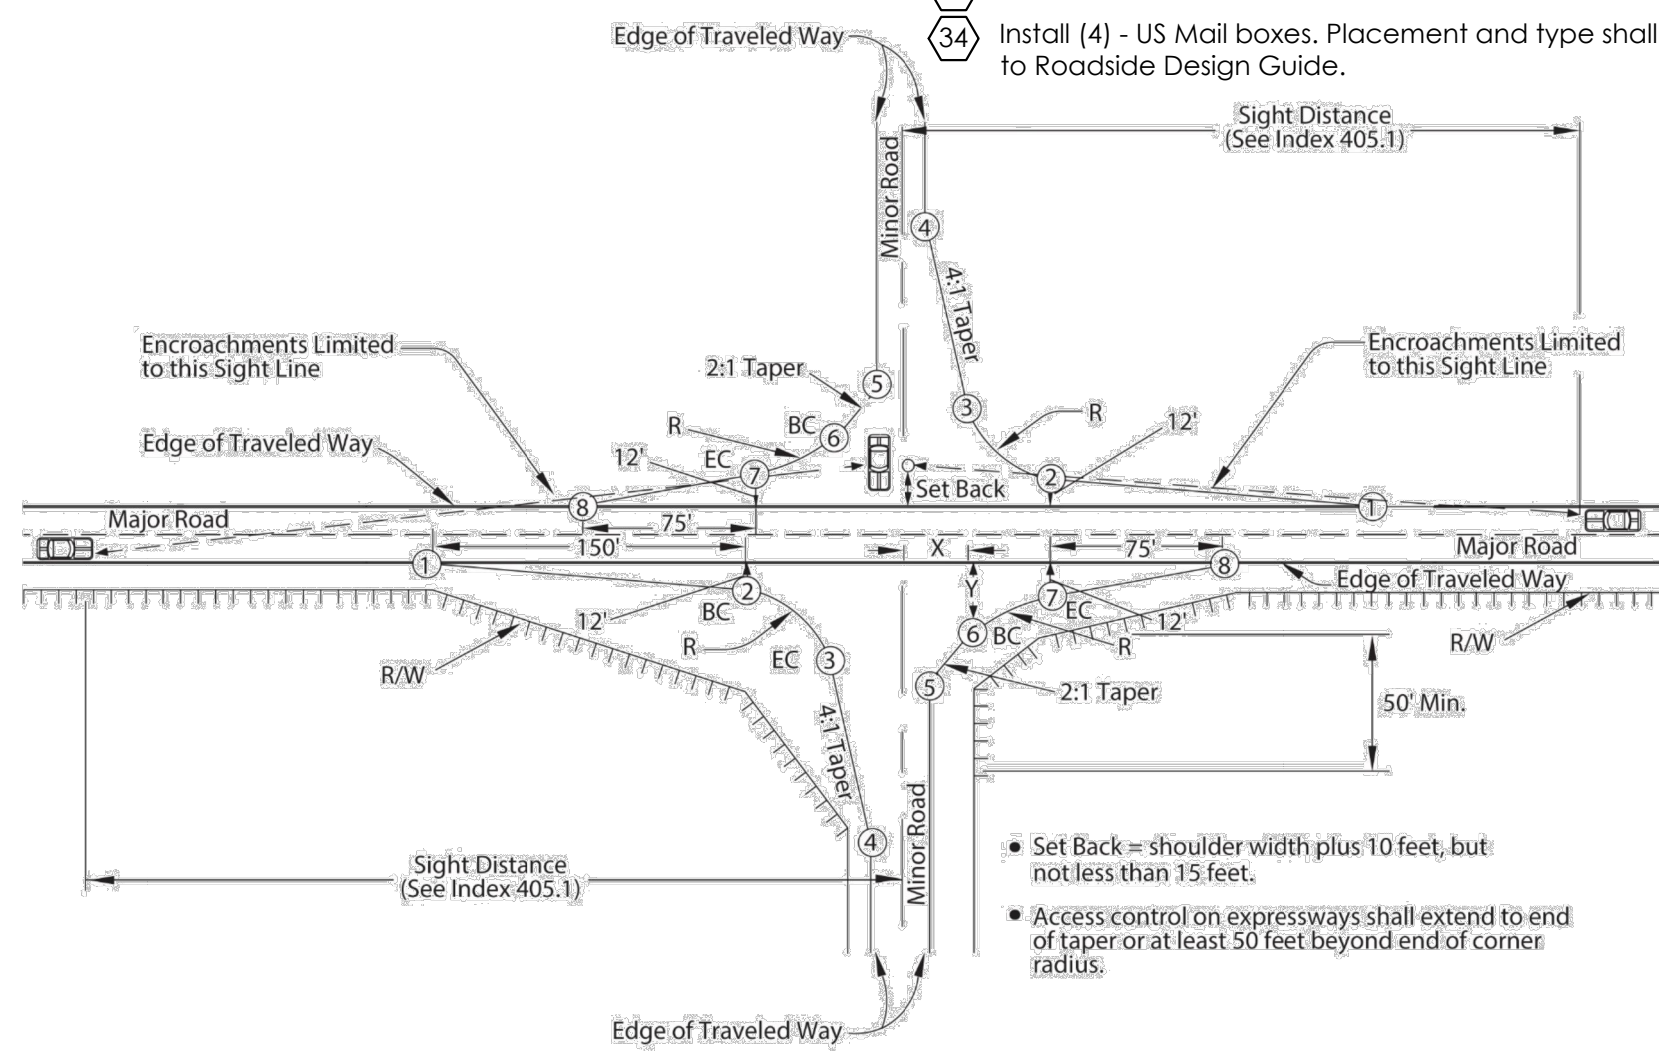 Edge of Traveled Way
34
Install (4) - US Mail boxes. Placement and type shall
to Roadside Design Guide.
Sight Distance
(See Index 405.1)
Minor Road
4
4:1 Taper
Encroachments Limited
to this Sight Line
Encroachments Limited
to this Sight Line
2:1 Taper
5
3
R
12'
R
BC
6
Edge of Traveled Way
12'
EC
7
2
Set Back
8
1
Major Road
75'
150'
X
75'
Major Road
1
8
Edge of Traveled Way
2
Y
7
BC
EC
12'
12'
6
BC
R
R
R/W
R/W
EC
3
5
2:1 Taper
50' Min.
4:1 Taper
4
Minor Road
Set Back = shoulder width plus 10 feet, but
not less than 15 feet.
Sight Distance
(See Index 405.1)
Access control on expressways shall extend to end
of taper or at least 50 feet beyond end of corner
radius.
Edge of Traveled Way